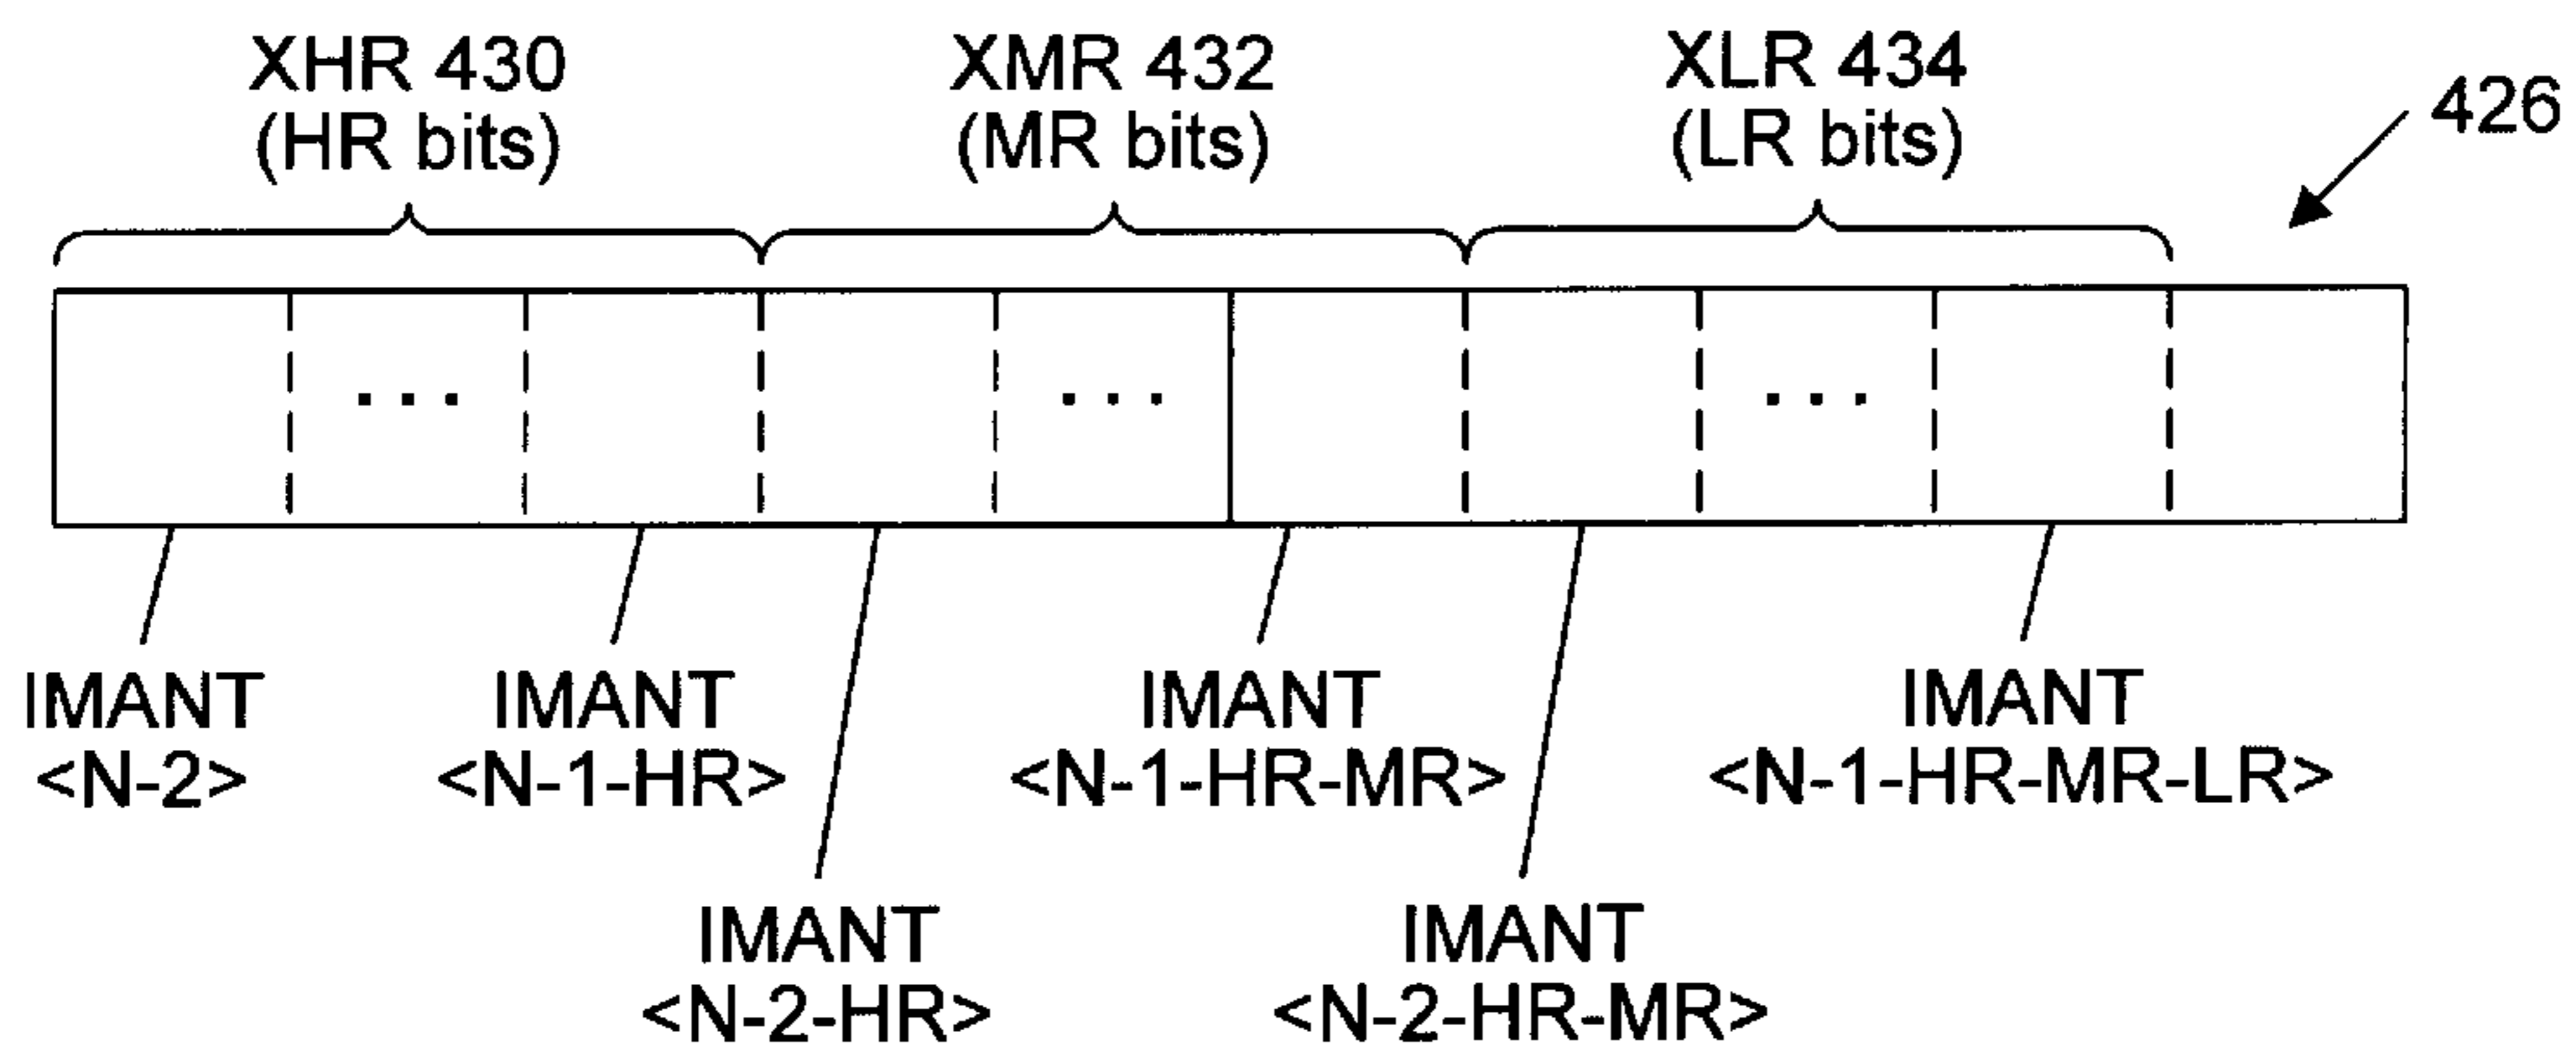 XHR 430
(HR bits)
XMR 432
(MR bits)
XLR 434
(LR bits)
426
. . .
. . .
. . .
IMANT
<N-2>
IMANT
<N-1-HR>
IMANT
<N-2-HR>
IMANT
<N-1-HR-MR>
IMANT
<N-2-HR-MR>
IMANT
<N-1-HR-MR-LR>